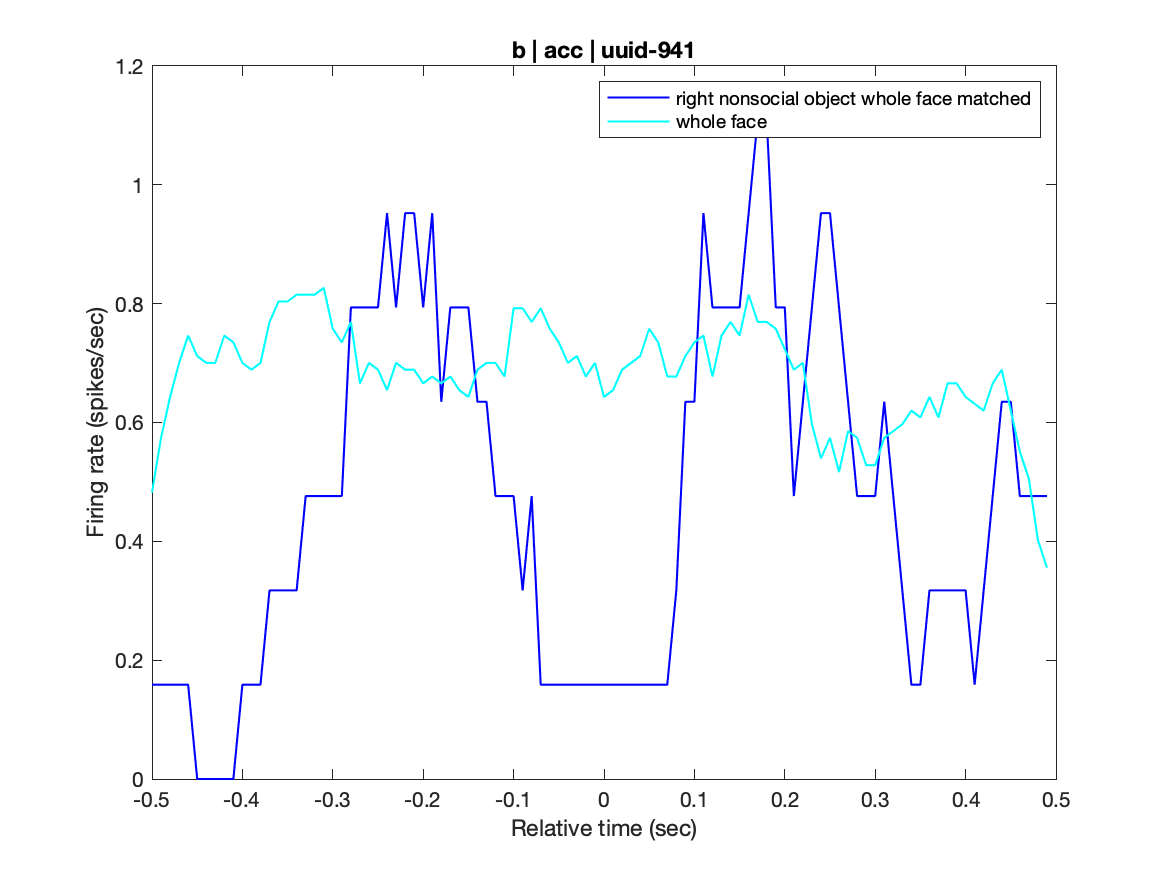 b | acc | uuid-941
right nonsocial object whole face matched
whole face
Firing rate (spikes/sec)
1.2
1
0.8
0.6
0.4
0.2
0
-0.5 -0.4 -0.3 -0.2 -0.1 0 0.1 0.2 0.3 0.4 0.5
Relative time (sec)